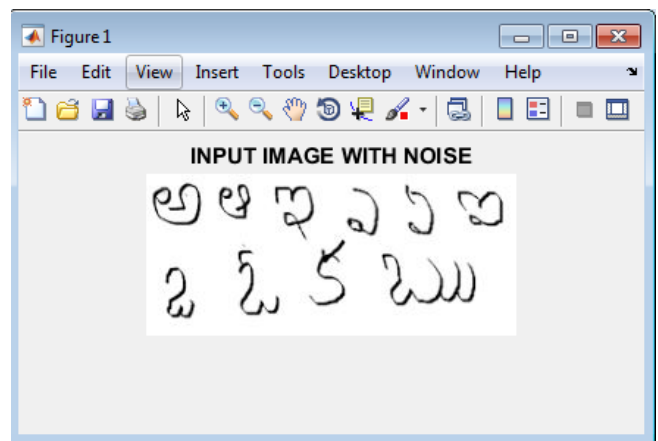 Figure 1
File Edit View Insert Tools Desktop Window Help
INPUT IMAGE WITH NOISE
అ ఆ ఇ ఎ ఏ ఐ
ఒ ఓ క ఋ